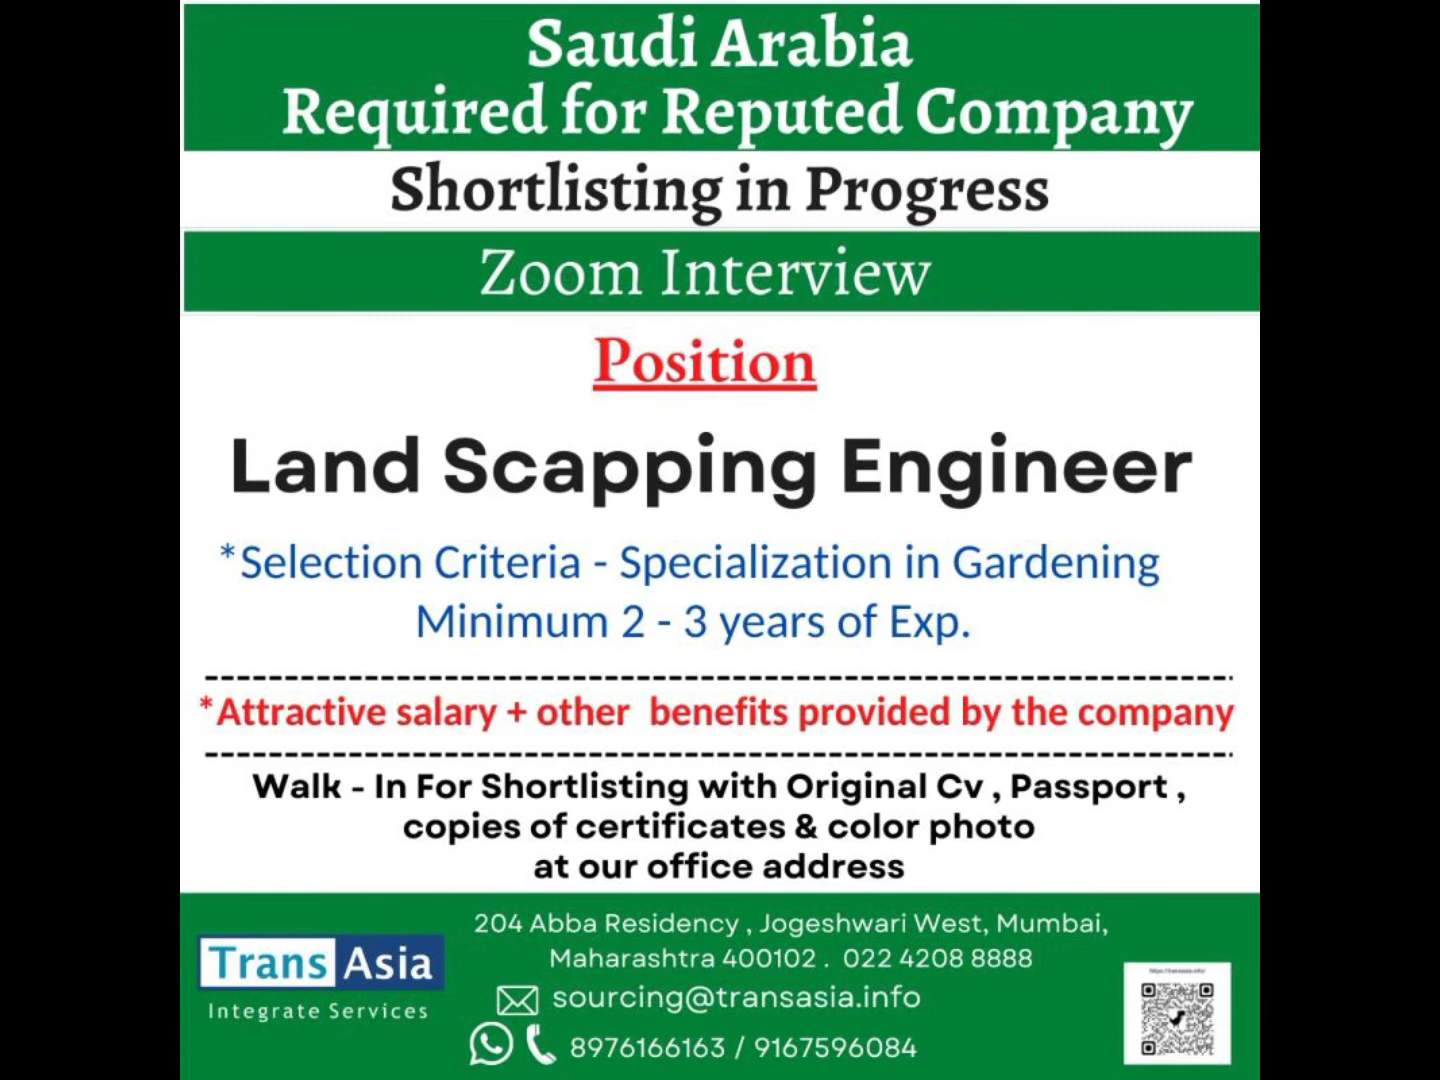 Saudi Arabia
Required for Reputed Company
Shortlisting in Progress
Zoom Interview
Position
Land Scapping Engineer
*Selection Criteria - Specialization in Gardening
Minimum 2 - 3 years of Exp.
*Attractive salary + other benefits provided by the company
Walk - In For Shortlisting with Original Cv , Passport ,
copies of certificates & color photo
at our office address
204 Abba Residency , Jogeshwari West, Mumbai,
Maharashtra 400102 . 022 4208 8888
Trans Asia
Integrate Services
sourcing@transasia.info
8976166163 / 9167596084
https://transasia.info/